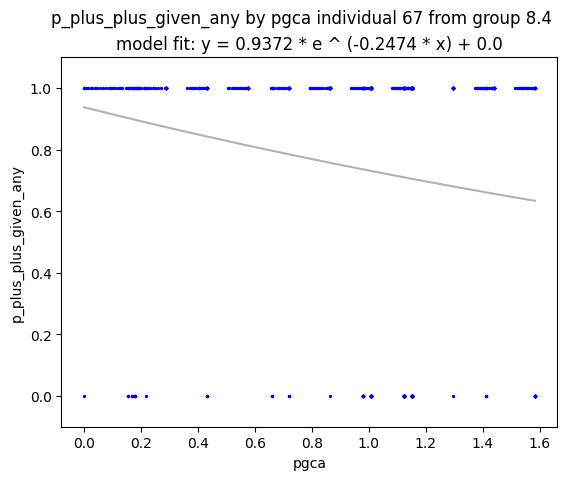 p_plus_plus_given_any by pgca individual 67 from group 8.4
model fit: y = 0.9372 * e ^ (-0.2474 * x) + 0.0
1.0
0.8
0.6
0.4
0.2
0.0
p_plus_plus_given_any
0.0 0.2 0.4 0.6 0.8 1.0 1.2 1.4 1.6
pgca